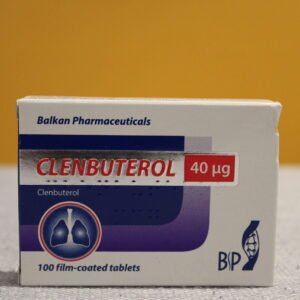 Balkan Pharmaceuticals
CLENBUTEROL 40 µg
Clenbuterol
100 film-coated tablets
BP